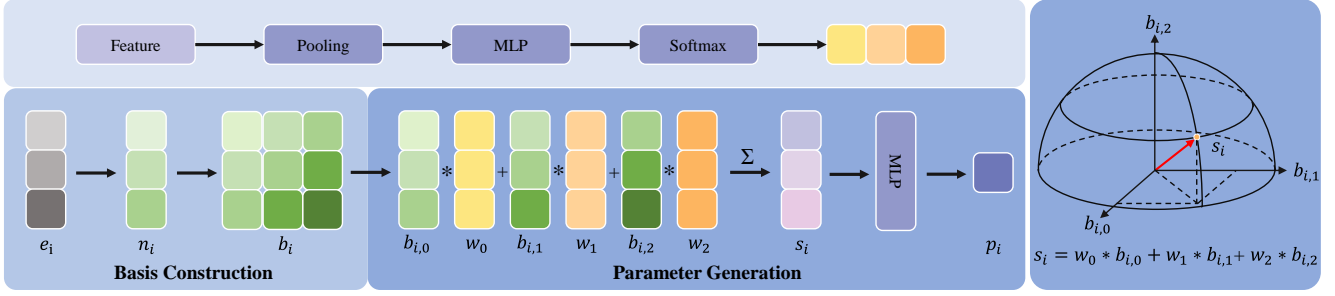 Feature
Pooling
MLP
Softmax
e_i
n_i
b_i
Basis Construction
* + * + *
Σ
MLP
b_{i,0} w_0 b_{i,1} w_1 b_{i,2} w_2
s_i
p_i
Parameter Generation
b_{i,2}
s_i
b_{i,1}
b_{i,0}
s_i = w_0 * b_{i,0} + w_1 * b_{i,1} + w_2 * b_{i,2}